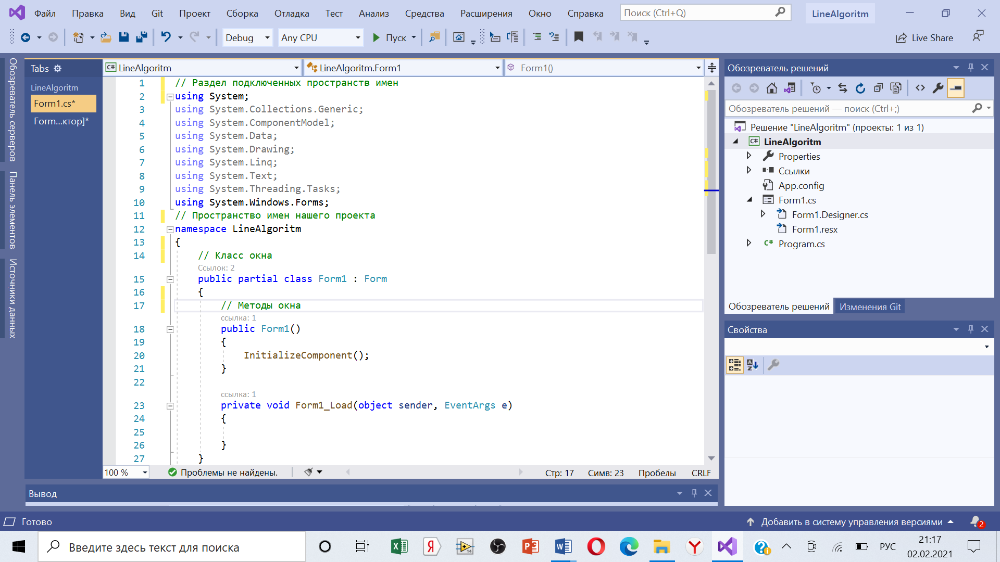 Файл Правка Вид Git Проект Сборка Отладка Тест Анализ Средства Расширения Окно Справка Поиск (Ctrl+Q) LineAlgoritm
Debug Any CPU Пуск Live Share
Обозреватель серверов
Панель элементов
Источники данных
Tabs
LineAlgoritm
Form1.cs*
Form...ктор]*
C# LineAlgoritm LineAlgoritm.Form1 Form1()
1 // Раздел подключенных пространств имен
2 using System;
3 using System.Collections.Generic;
4 using System.ComponentModel;
5 using System.Data;
6 using System.Drawing;
7 using System.Linq;
8 using System.Text;
9 using System.Threading.Tasks;
10 using System.Windows.Forms;
11 // Пространство имен нашего проекта
12 namespace LineAlgoritm
13 {
14 // Класс окна
Ссылок: 2
15 public partial class Form1 : Form
16 {
17 // Методы окна
ссылка: 1
18 public Form1()
19 {
20 InitializeComponent();
21 }
22
ссылка: 1
23 private void Form1_Load(object sender, EventArgs e)
24 {
25
26 }
27 }
100 % Проблемы не найдены. Стр: 17 Симв: 23 Пробелы CRLF
Вывод
Обозреватель решений
Обозреватель решений — поиск (Ctrl+;)
Решение "LineAlgoritm" (проекты: 1 из 1)
C# LineAlgoritm
Properties
Ссылки
App.config
Form1.cs
Form1.Designer.cs
Form1.resx
C# Program.cs
Обозреватель решений Изменения Git
Свойства
Готово Добавить в систему управления версиями 2
Введите здесь текст для поиска
РУС
21:17
02.02.2021